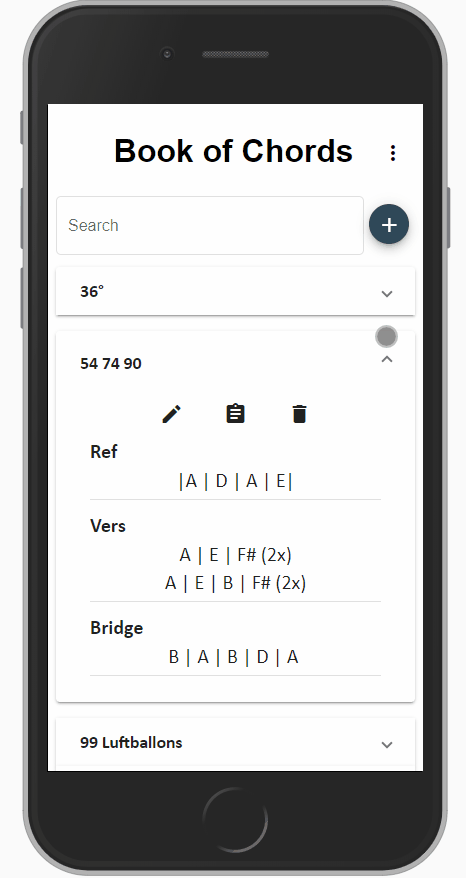 Book of Chords
Search
36°
54 74 90
Ref
|A | D | A | E|
Vers
A | E | F# (2x)
A | E | B | F# (2x)
Bridge
B | A | B | D | A
99 Luftballons